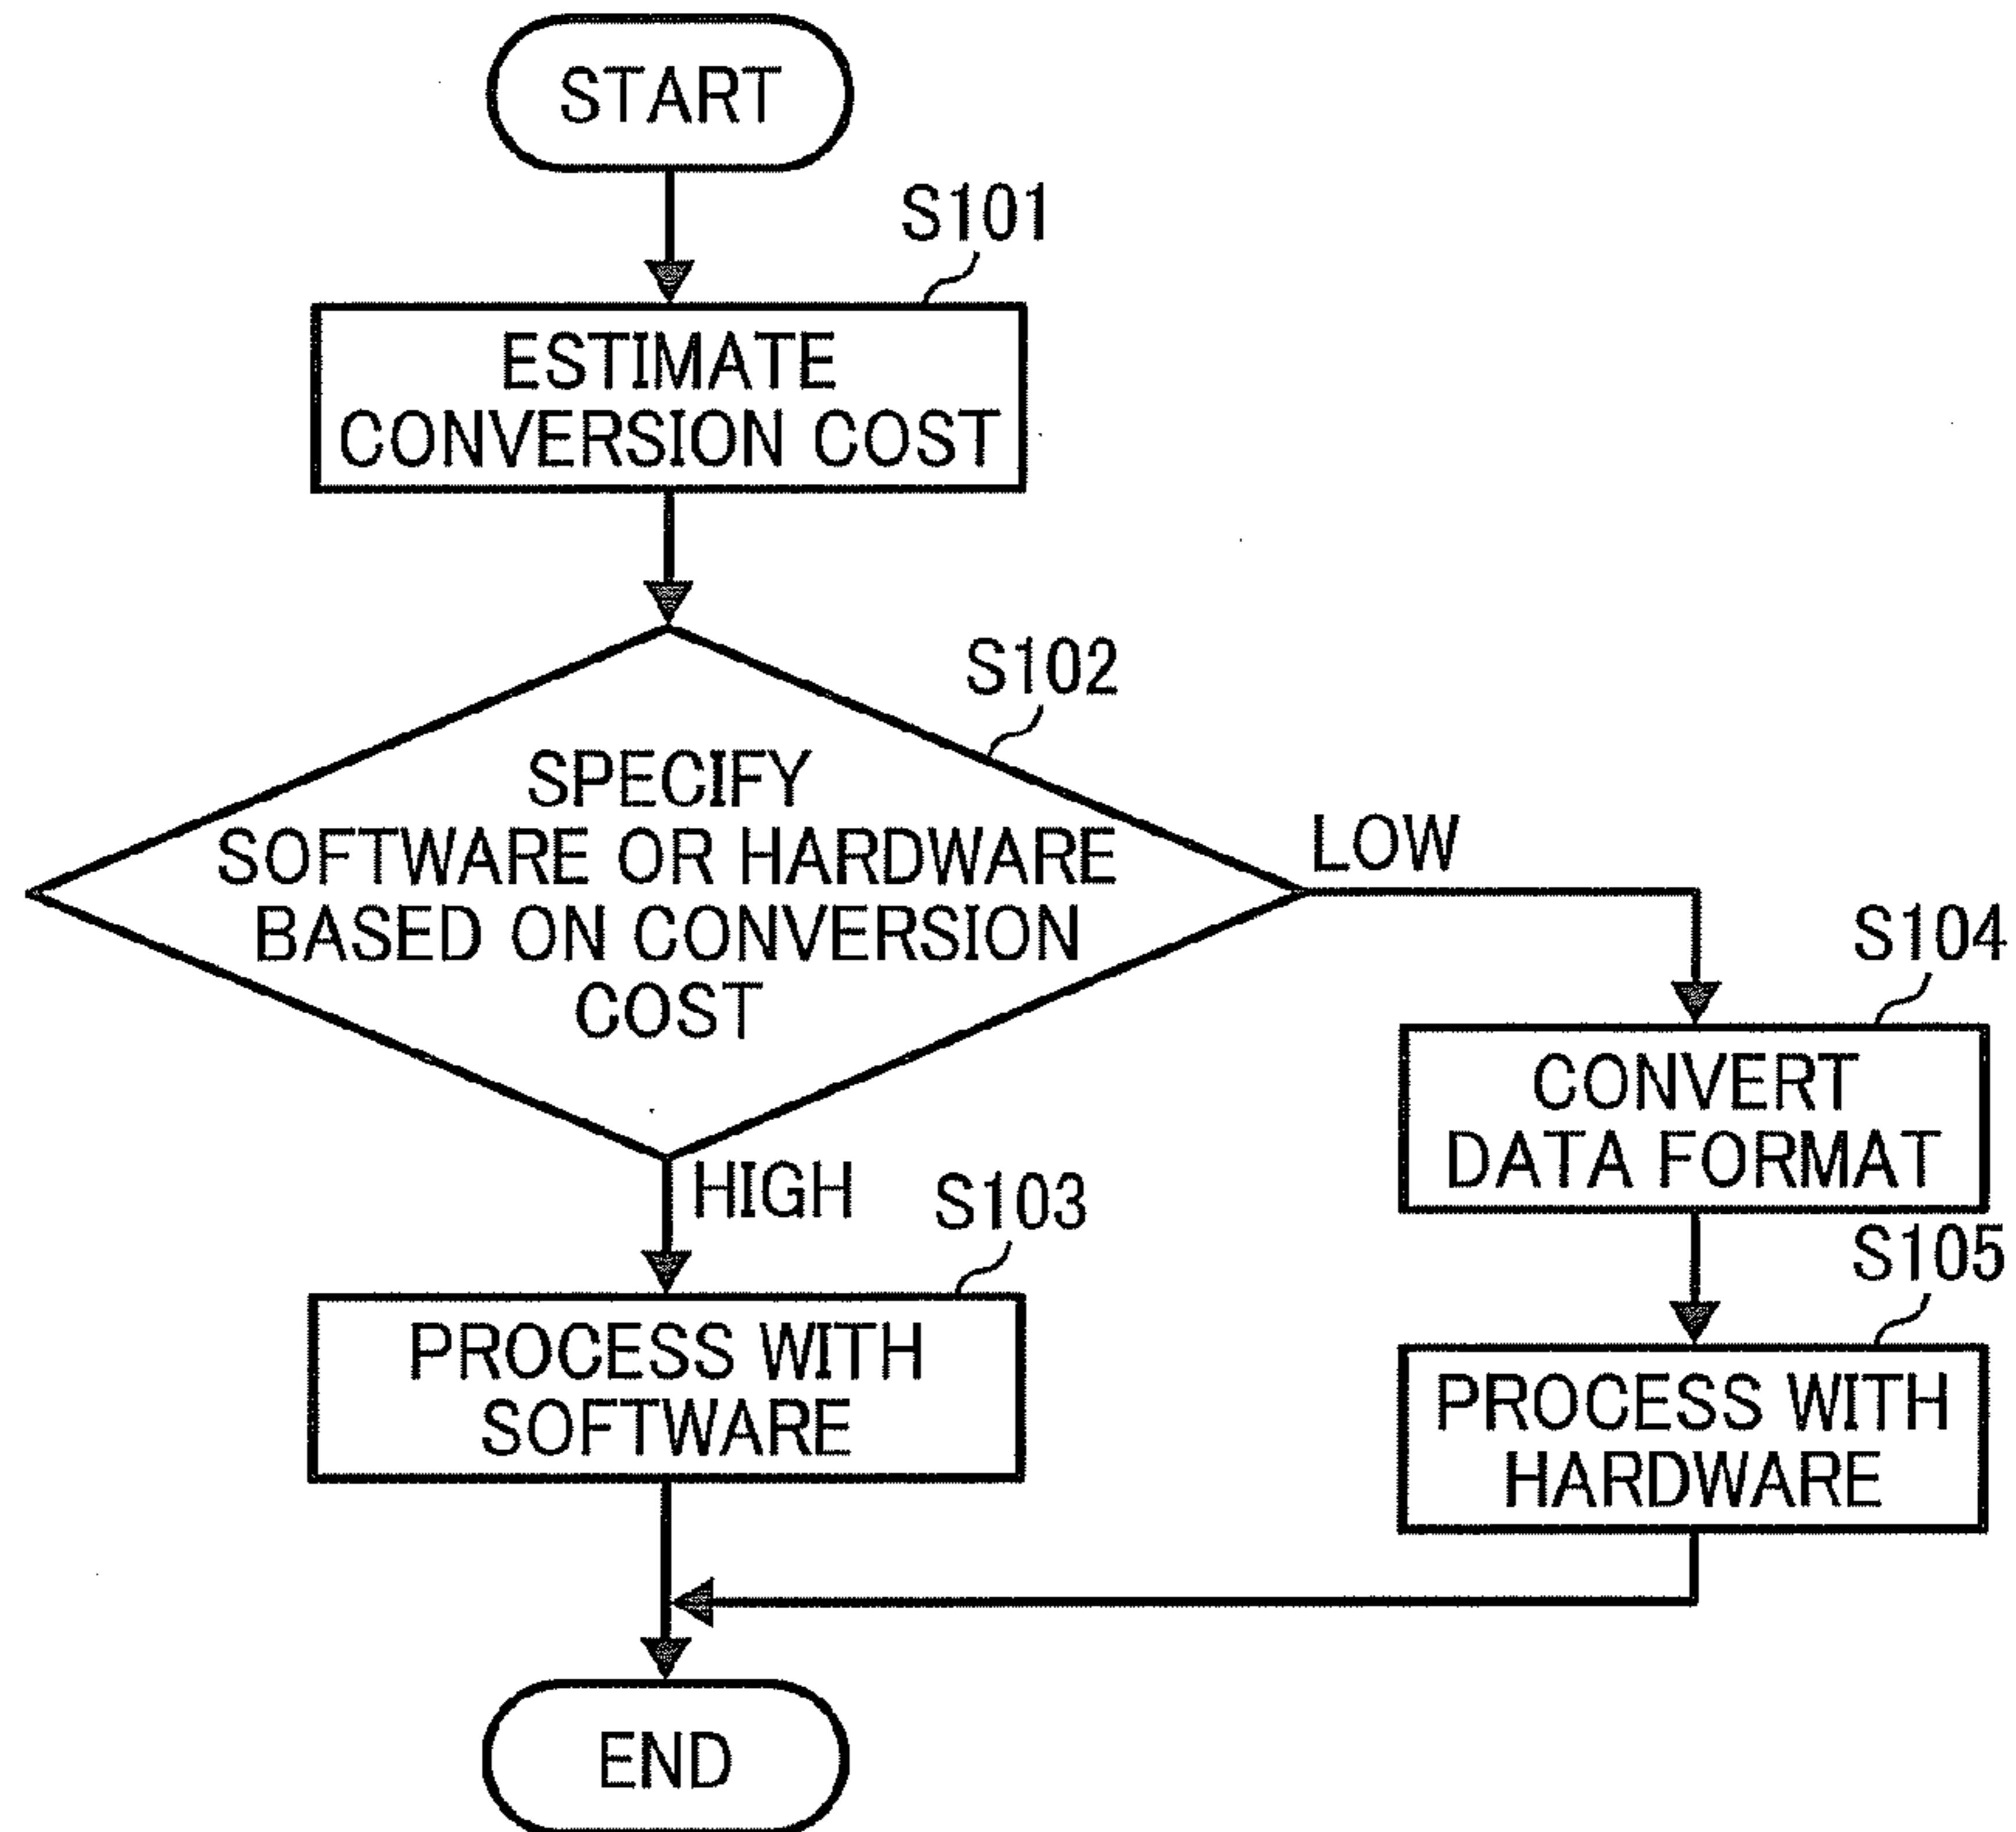 START
S101
ESTIMATE
CONVERSION COST
S102
SPECIFY
SOFTWARE OR HARDWARE
BASED ON CONVERSION
COST
LOW
HIGH
S103
PROCESS WITH
SOFTWARE
S104
CONVERT
DATA FORMAT
S105
PROCESS WITH
HARDWARE
END